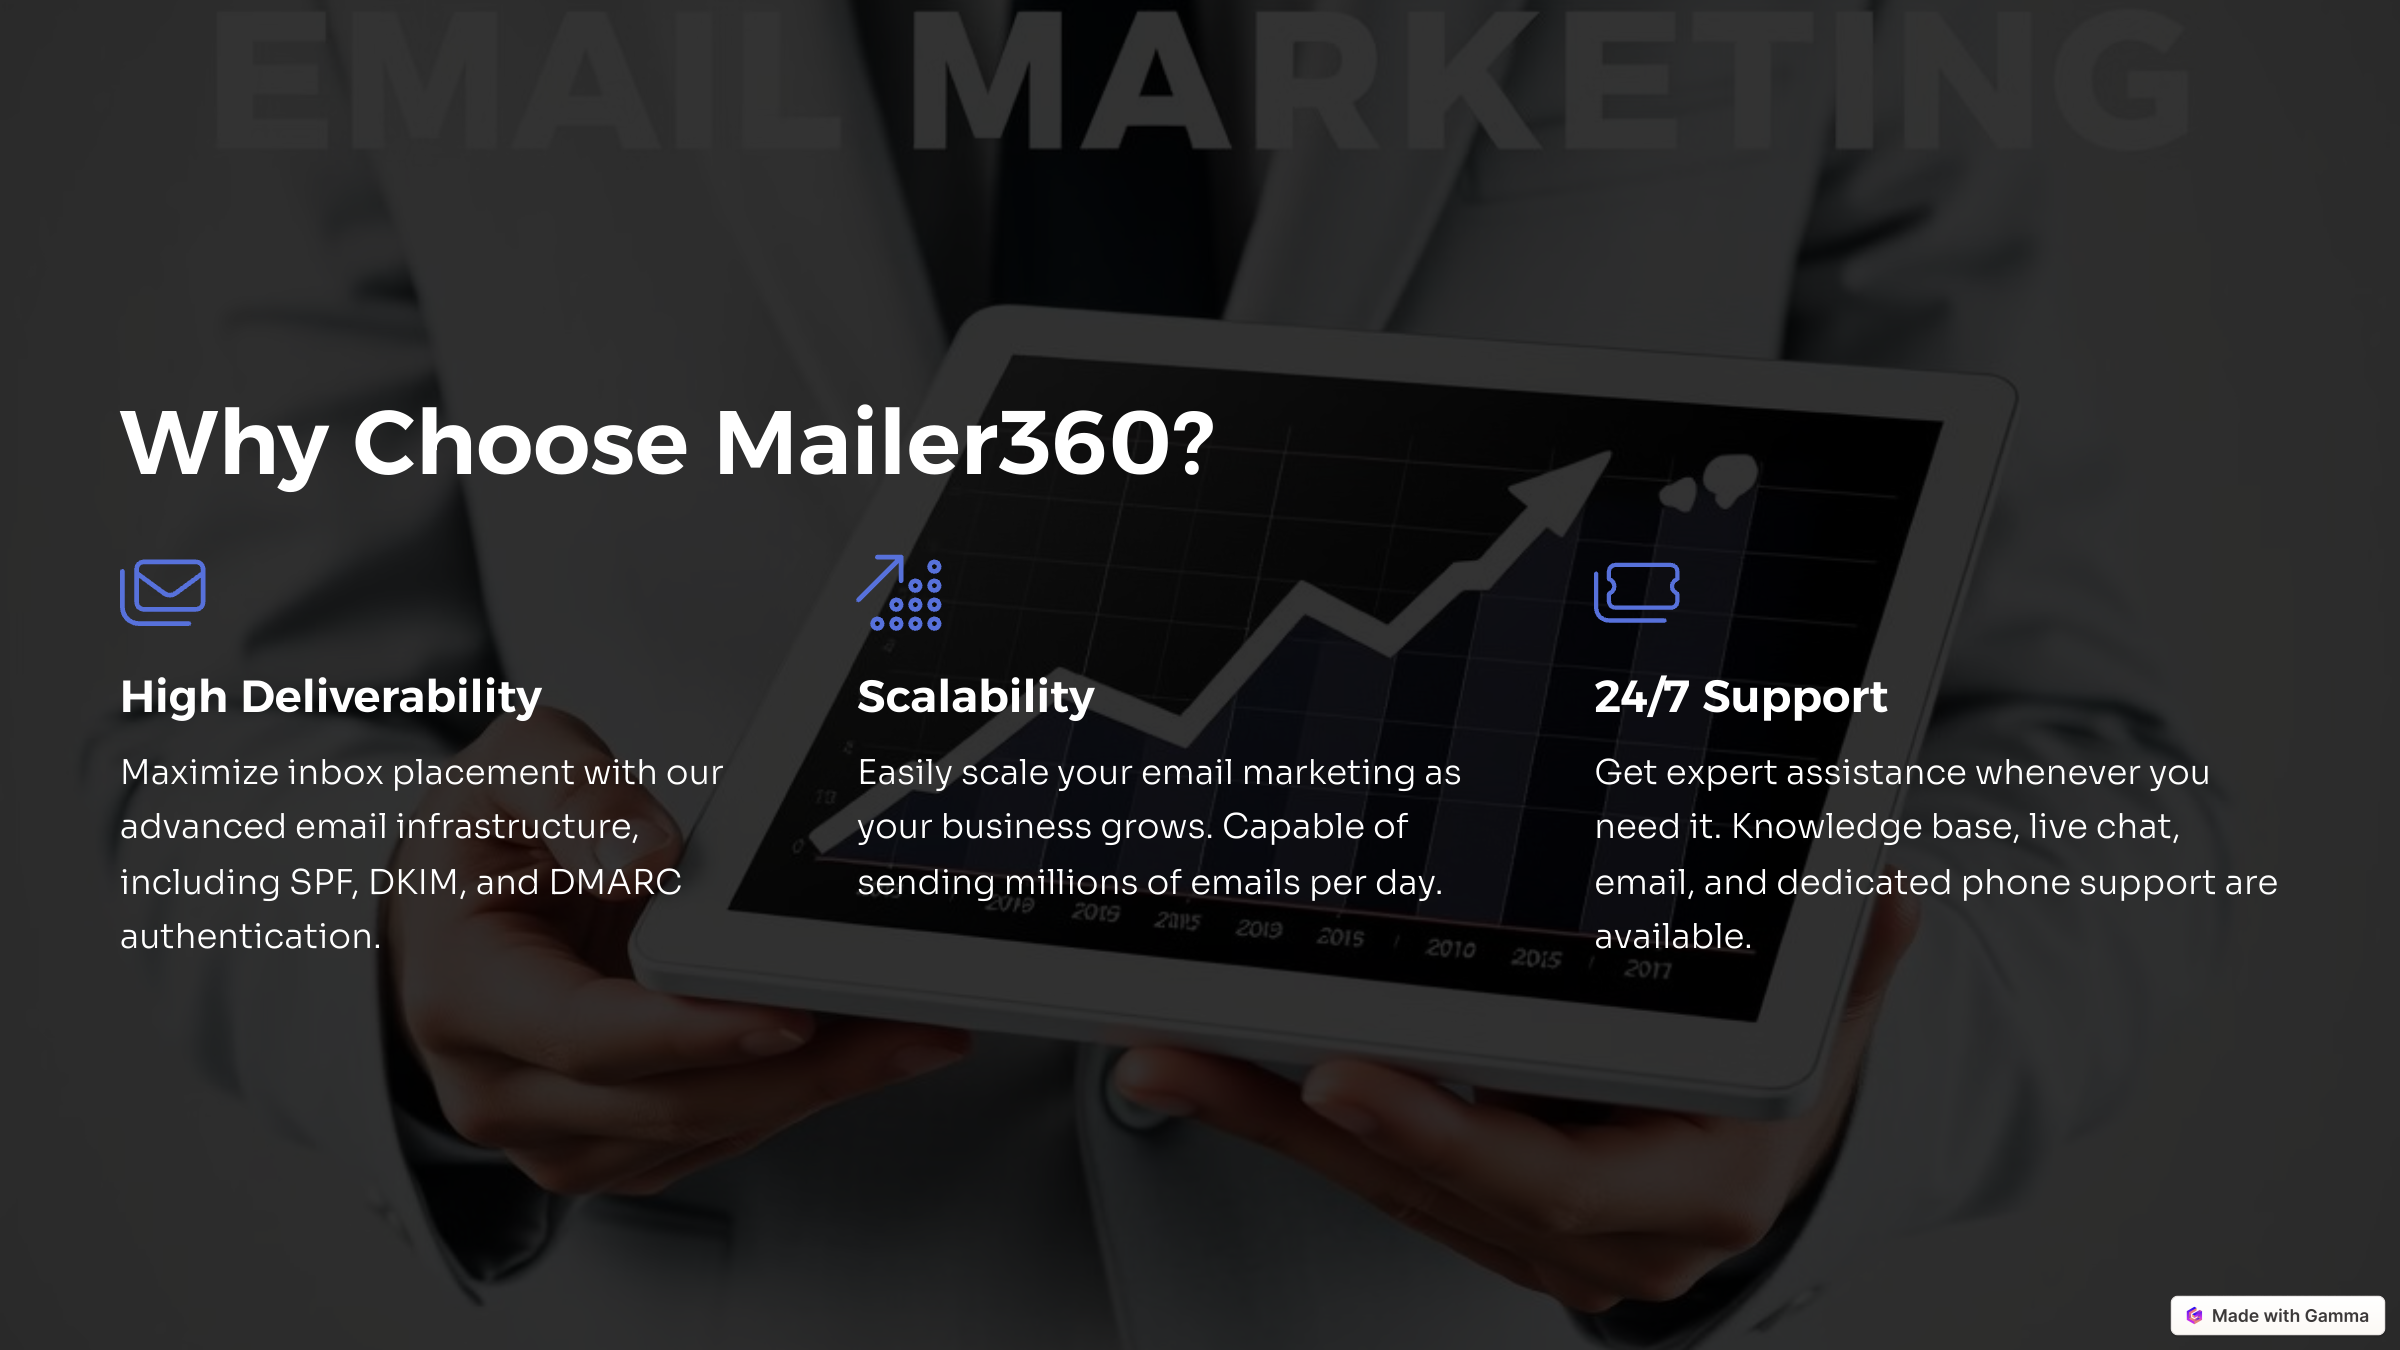 EMAIL MARKETING
Why Choose Mailer360?
High Deliverability
Maximize inbox placement with our
advanced email infrastructure,
including SPF, DKIM, and DMARC
authentication.
Scalability
Easily scale your email marketing as
your business grows. Capable of
sending millions of emails per day.
24/7 Support
Get expert assistance whenever you
need it. Knowledge base, live chat,
email, and dedicated phone support are
available.
0
2019 2015 2019 2015 2010 2015 2017
Made with Gamma